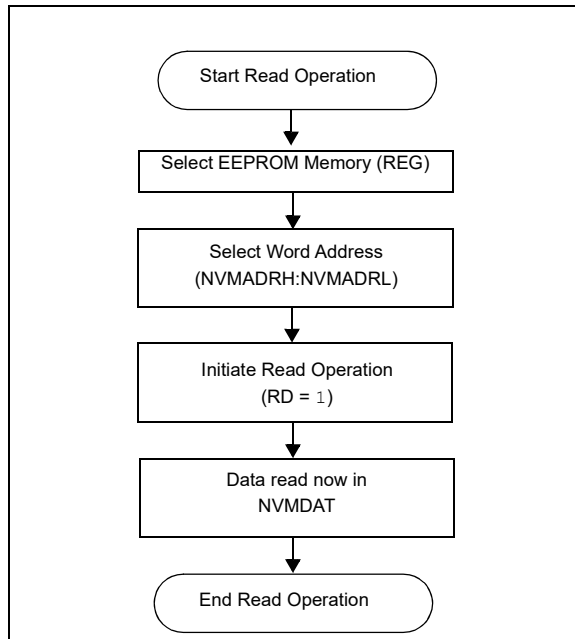 Start Read Operation
Select EEPROM Memory (REG)
Select Word Address
(NVMADRH:NVMADRL)
Initiate Read Operation
(RD = 1)
Data read now in
NVMDAT
End Read Operation